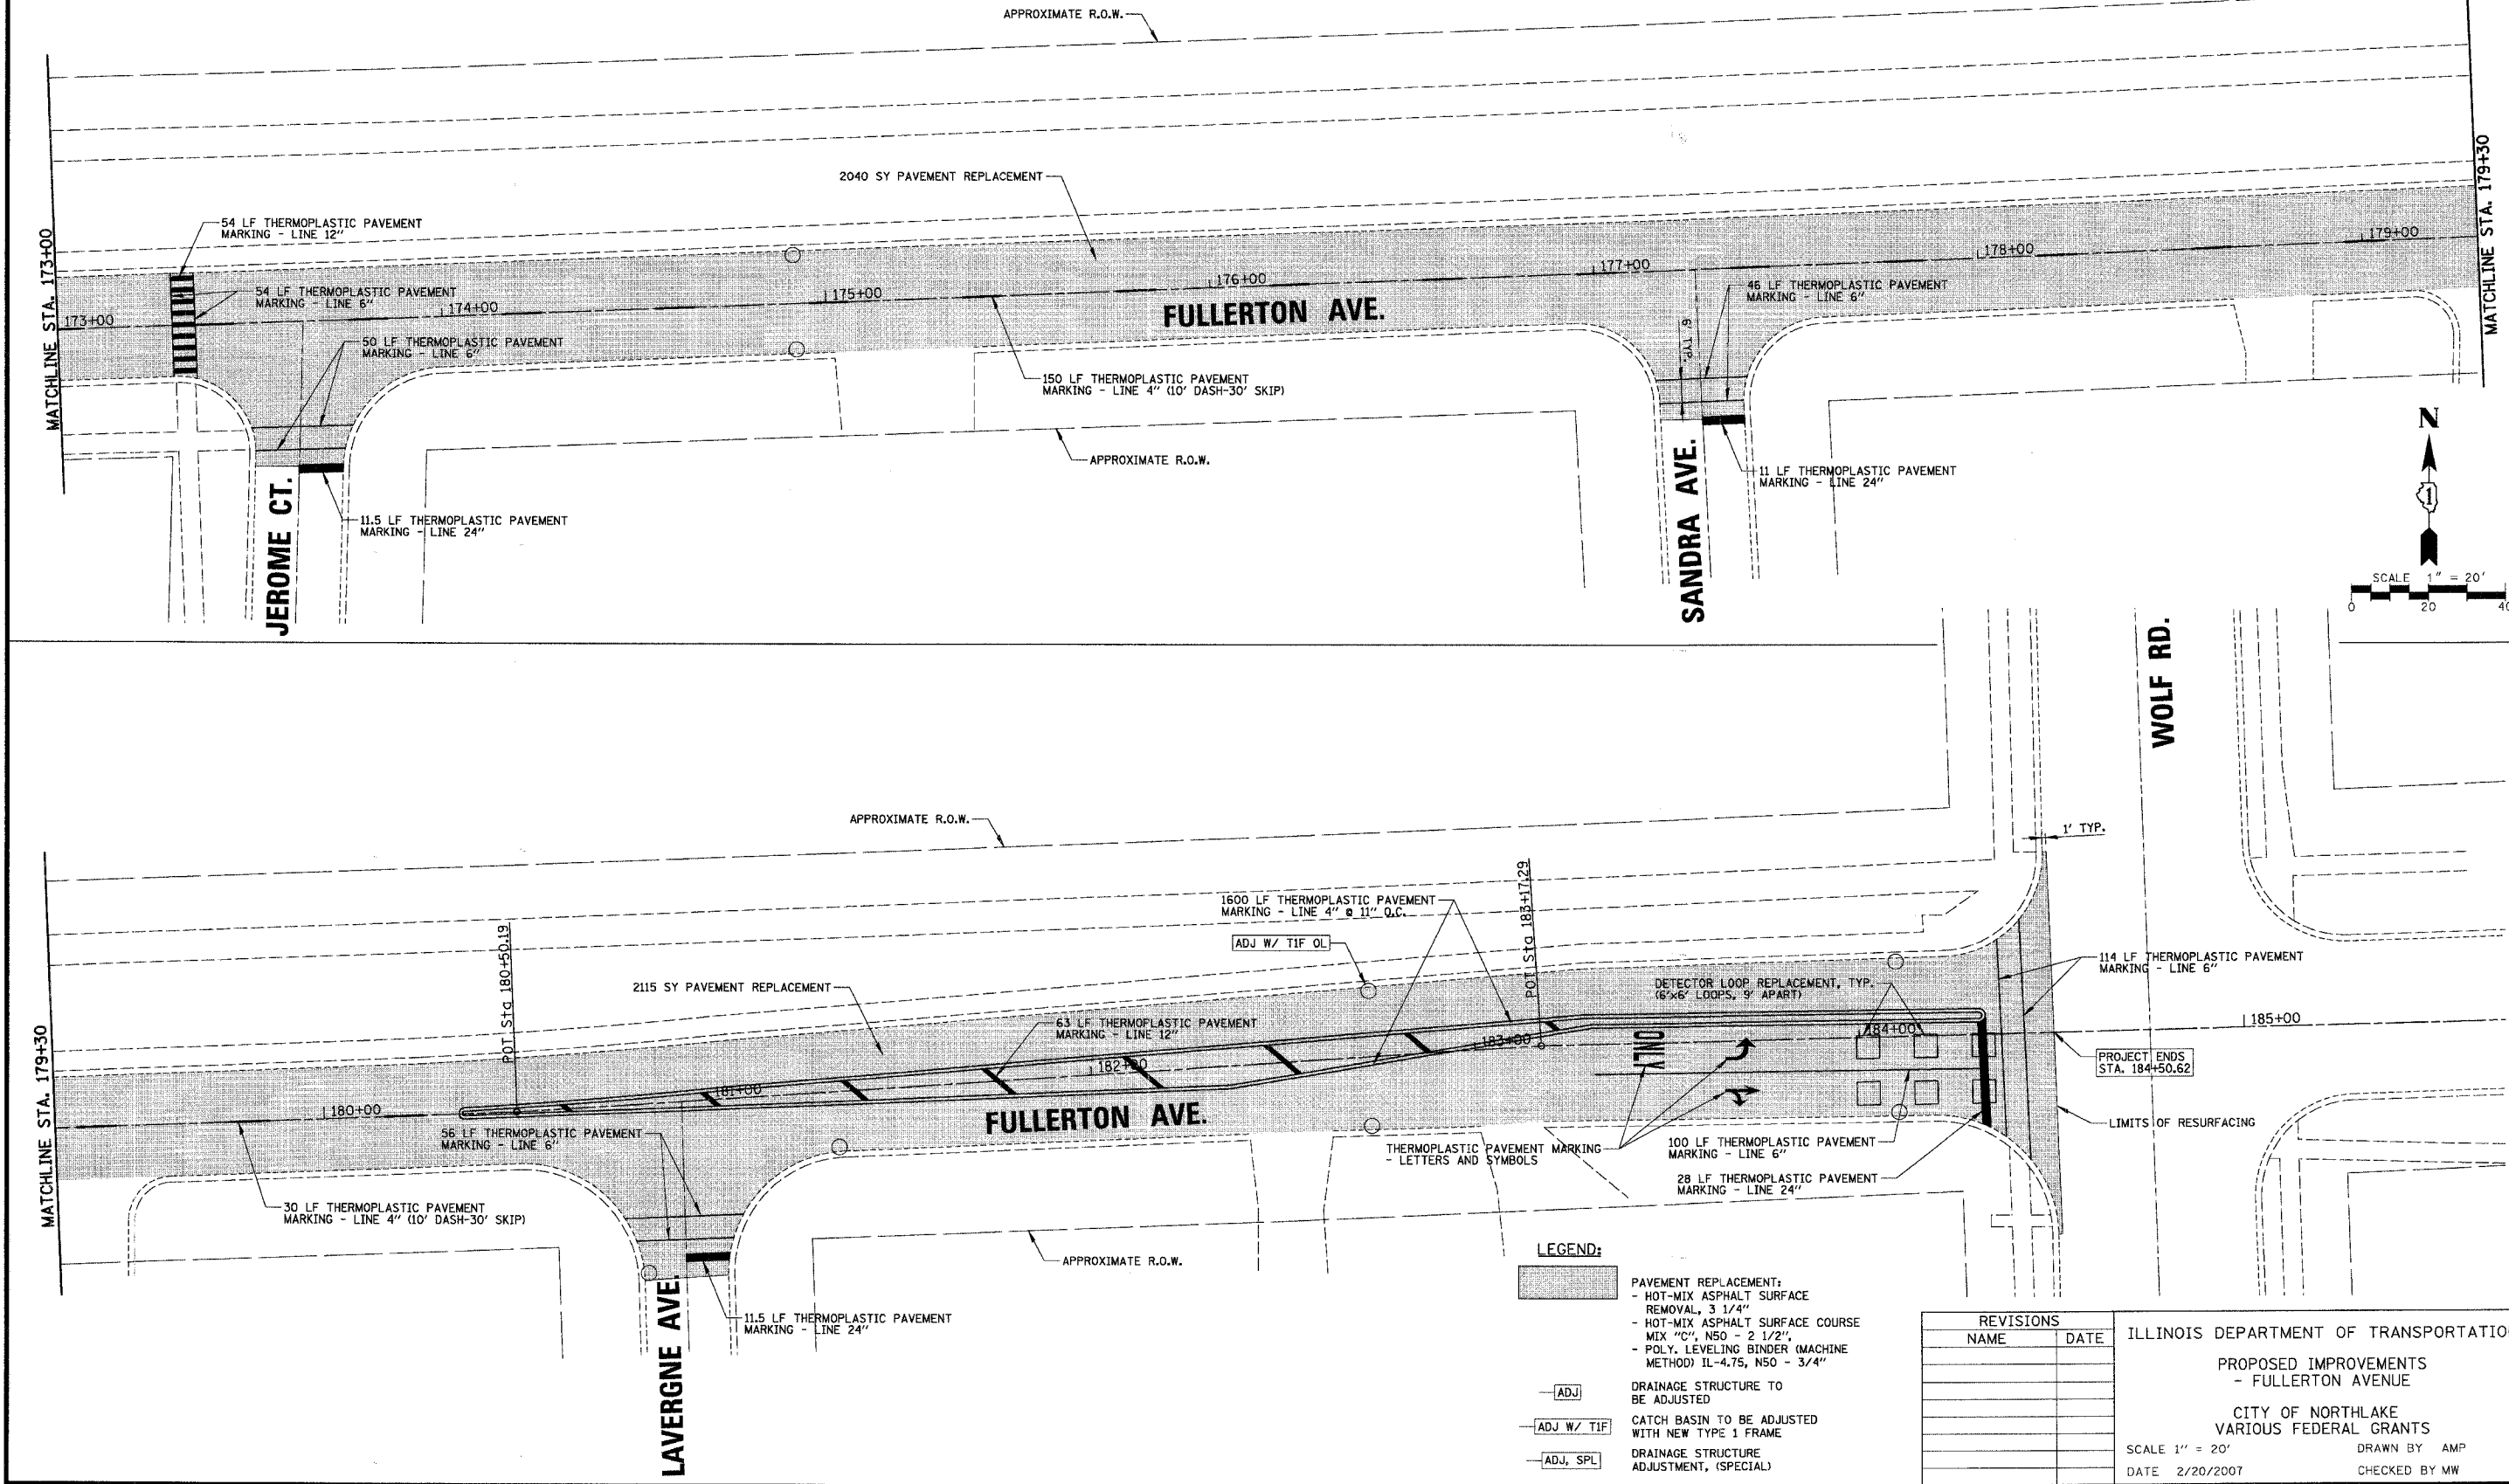 APPROXIMATE R.O.W.
MATCHLINE STA. 173+00
MATCHLINE STA. 179+30
2040 SY PAVEMENT REPLACEMENT
54 LF THERMOPLASTIC PAVEMENT
MARKING - LINE 12"
54 LF THERMOPLASTIC PAVEMENT
MARKING - LINE 6"
173+00
174+00
175+00
176+00
177+00
178+00
179+00
FULLERTON AVE.
46 LF THERMOPLASTIC PAVEMENT
MARKING - LINE 6"
6' TYP.
50 LF THERMOPLASTIC PAVEMENT
MARKING - LINE 6"
150 LF THERMOPLASTIC PAVEMENT
MARKING - LINE 4" (10' DASH-30' SKIP)
APPROXIMATE R.O.W.
11 LF THERMOPLASTIC PAVEMENT
MARKING - LINE 24"
11.5 LF THERMOPLASTIC PAVEMENT
MARKING - LINE 24"
JEROME CT.
SANDRA AVE.
N
1
SCALE 1" = 20'
0 20 40
WOLF RD.
APPROXIMATE R.O.W.
1' TYP.
MATCHLINE STA. 179+30
POT Sta 180+50.19
POT Sta 183+17.29
1600 LF THERMOPLASTIC PAVEMENT
MARKING - LINE 4" @ 11" O.C.
ADJ W/ T1F OL
2115 SY PAVEMENT REPLACEMENT
63 LF THERMOPLASTIC PAVEMENT
MARKING - LINE 12"
DETECTOR LOOP REPLACEMENT, TYP.
(6'x6' LOOPS, 9' APART)
114 LF THERMOPLASTIC PAVEMENT
MARKING - LINE 6"
180+00
181+00
182+00
183+00
184+00
185+00
ONLY
PROJECT ENDS
STA. 184+50.62
LIMITS OF RESURFACING
FULLERTON AVE.
56 LF THERMOPLASTIC PAVEMENT
MARKING - LINE 6"
THERMOPLASTIC PAVEMENT MARKING
- LETTERS AND SYMBOLS
100 LF THERMOPLASTIC PAVEMENT
MARKING - LINE 6"
28 LF THERMOPLASTIC PAVEMENT
MARKING - LINE 24"
30 LF THERMOPLASTIC PAVEMENT
MARKING - LINE 4" (10' DASH-30' SKIP)
APPROXIMATE R.O.W.
11.5 LF THERMOPLASTIC PAVEMENT
MARKING - LINE 24"
LAVERGNE AVE.
LEGEND:
PAVEMENT REPLACEMENT:
- HOT-MIX ASPHALT SURFACE
REMOVAL, 3 1/4"
- HOT-MIX ASPHALT SURFACE COURSE
MIX "C", N50 - 2 1/2",
- POLY. LEVELING BINDER (MACHINE
METHOD) IL-4.75, N50 - 3/4"
ADJ
DRAINAGE STRUCTURE TO
BE ADJUSTED
ADJ W/ T1F
CATCH BASIN TO BE ADJUSTED
WITH NEW TYPE 1 FRAME
ADJ, SPL
DRAINAGE STRUCTURE
ADJUSTMENT, (SPECIAL)
REVISIONS
NAME DATE
ILLINOIS DEPARTMENT OF TRANSPORTATIO
PROPOSED IMPROVEMENTS
- FULLERTON AVENUE
CITY OF NORTHLAKE
VARIOUS FEDERAL GRANTS
SCALE 1" = 20' DRAWN BY AMP
DATE 2/20/2007 CHECKED BY MW